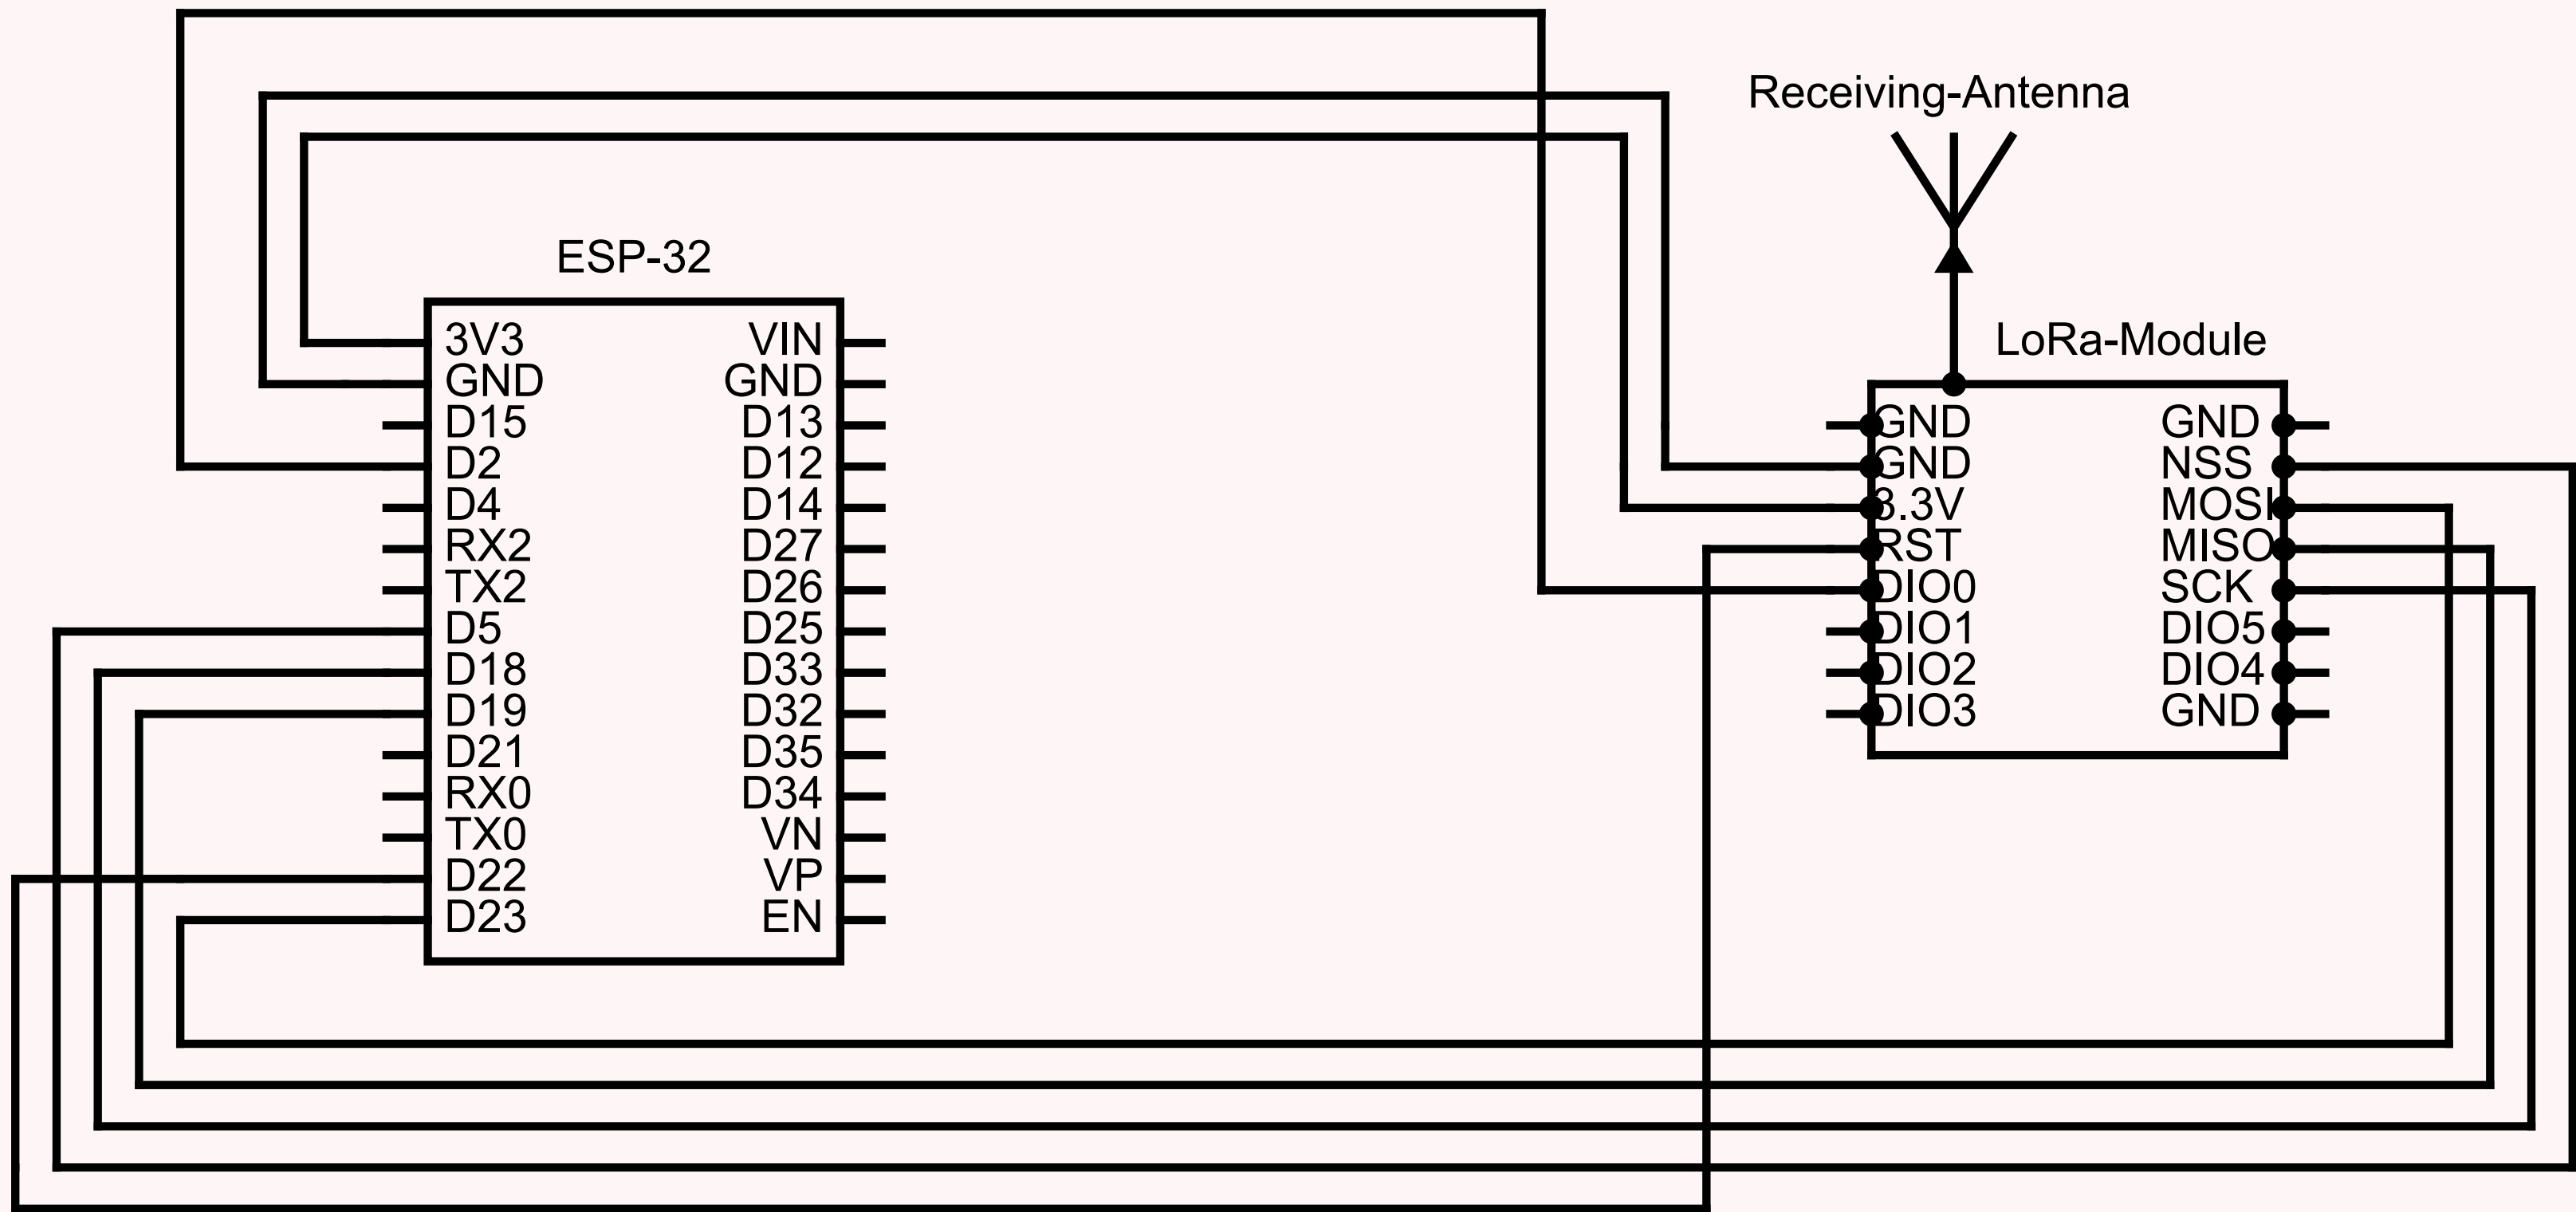 Receiving-Antenna
ESP-32
LoRa-Module
3V3
GND
D15
D2
D4
RX2
TX2
D5
D18
D19
D21
RX0
TX0
D22
D23
VIN
GND
D13
D12
D14
D27
D26
D25
D33
D32
D35
D34
VN
VP
EN
GND
GND
3.3V
RST
DIO0
DIO1
DIO2
DIO3
GND
NSS
MOSI
MISO
SCK
DIO5
DIO4
GND